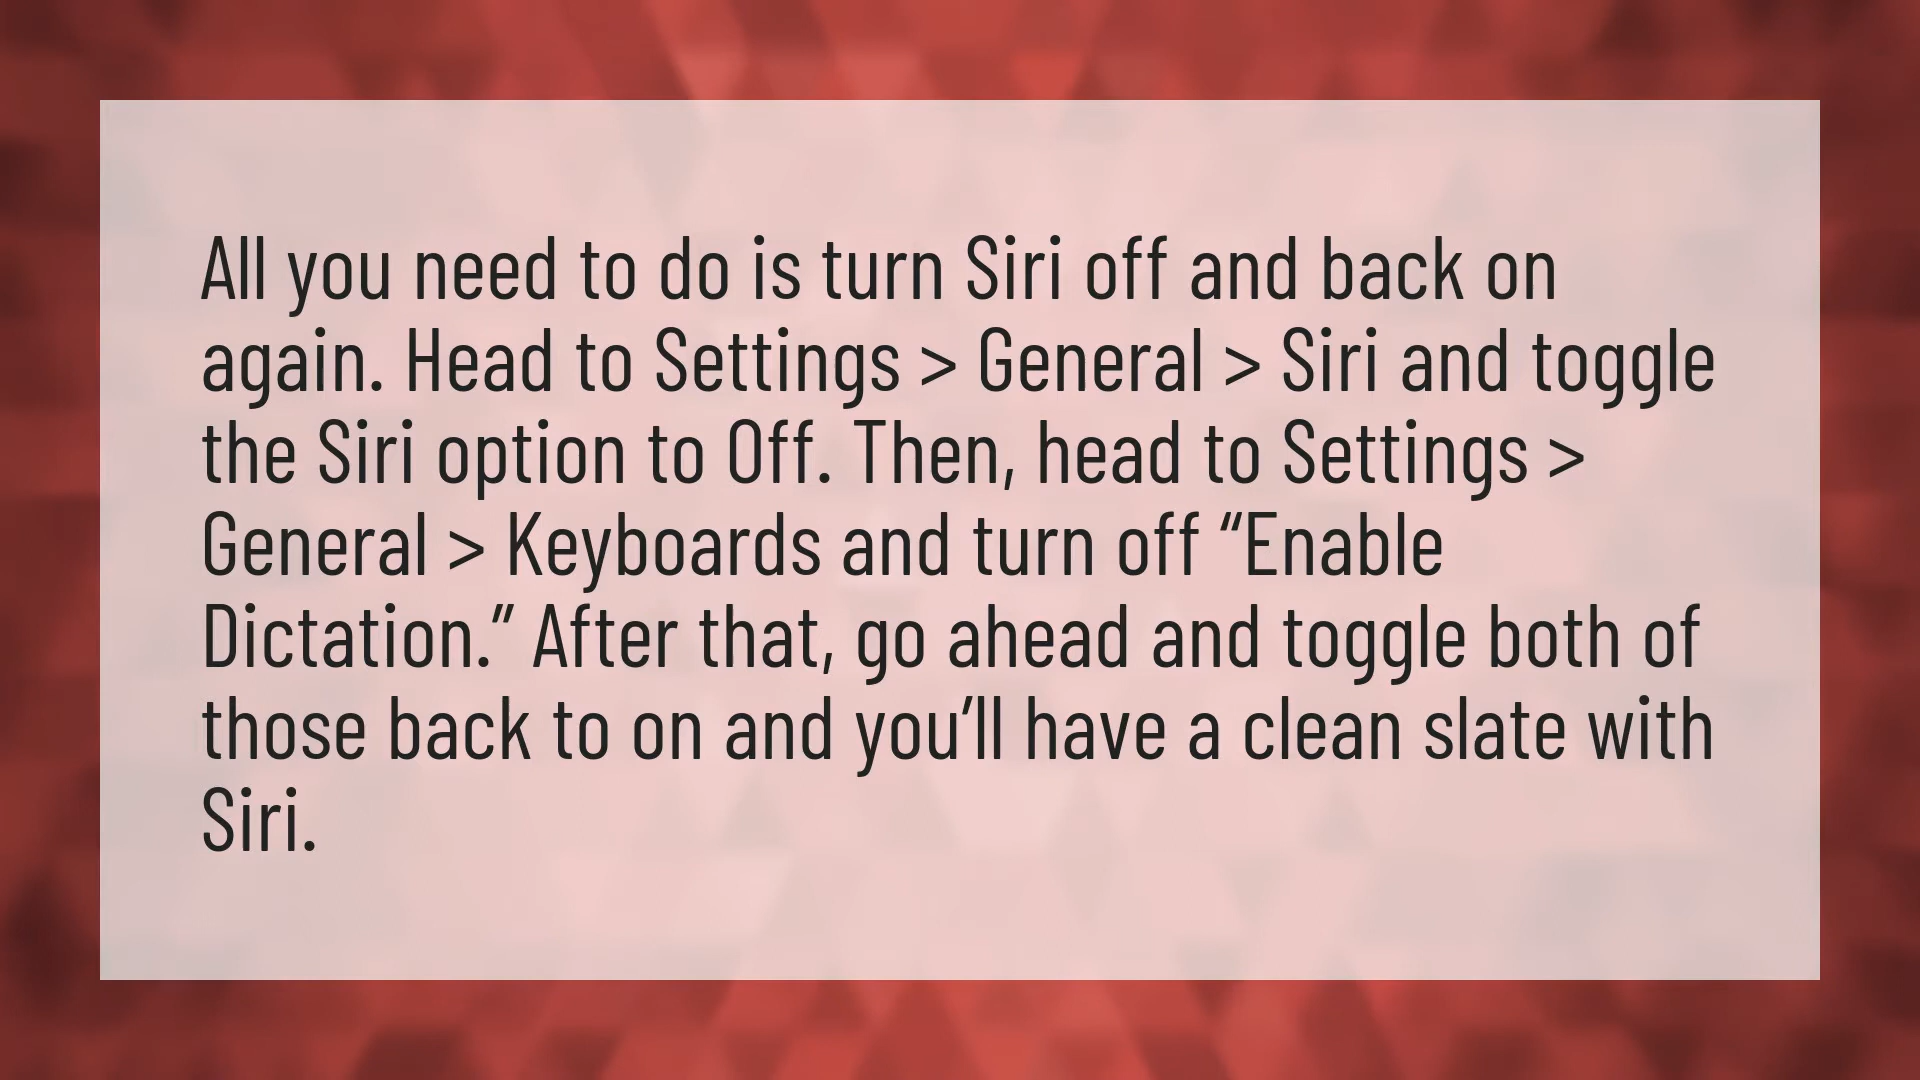 All you need to do is turn Siri off and back on
again. Head to Settings > General > Siri and toggle
the Siri option to Off. Then, head to Settings >
General > Keyboards and turn off “Enable
Dictation.” After that, go ahead and toggle both of
those back to on and you’ll have a clean slate with
Siri.